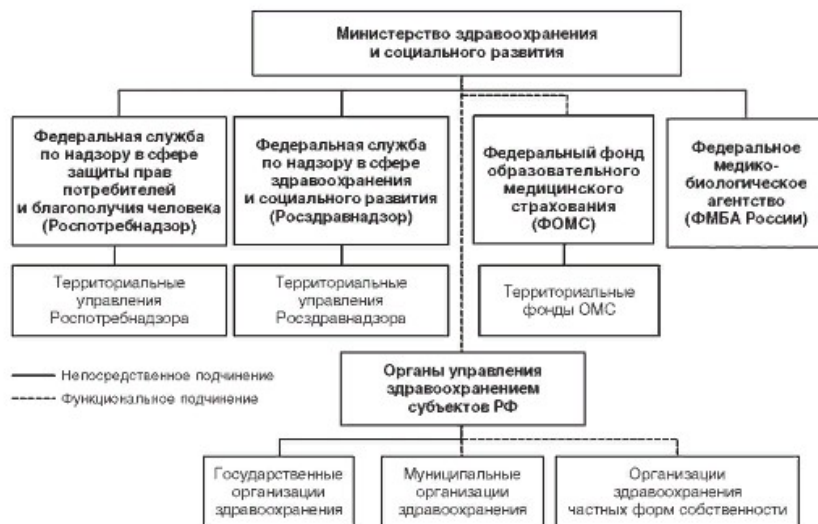 Министерство здравоохранения
и социального развития
Федеральная служба
по надзору в сфере
защиты прав
потребителей
и благополучия человека
(Роспотребнадзор)
Федеральная служба
по надзору в сфере
здравоохранения
и социального развития
(Росздравнадзор)
Федеральный фонд
образовательного
медицинского
страхования
(ФОМС)
Федеральное
медико-
биологическое
агентство
(ФМБА России)
Территориальные
управления
Роспотребнадзора
Территориальные
управления
Росздравнадзора
Территориальные
фонды ОМС
Непосредственное подчинение
Функциональное подчинение
Органы управления
здравоохранением
субъектов РФ
Государственные
организации
здравоохранения
Муниципальные
организации
здравоохранения
Организации
здравоохранения
частных форм собственности